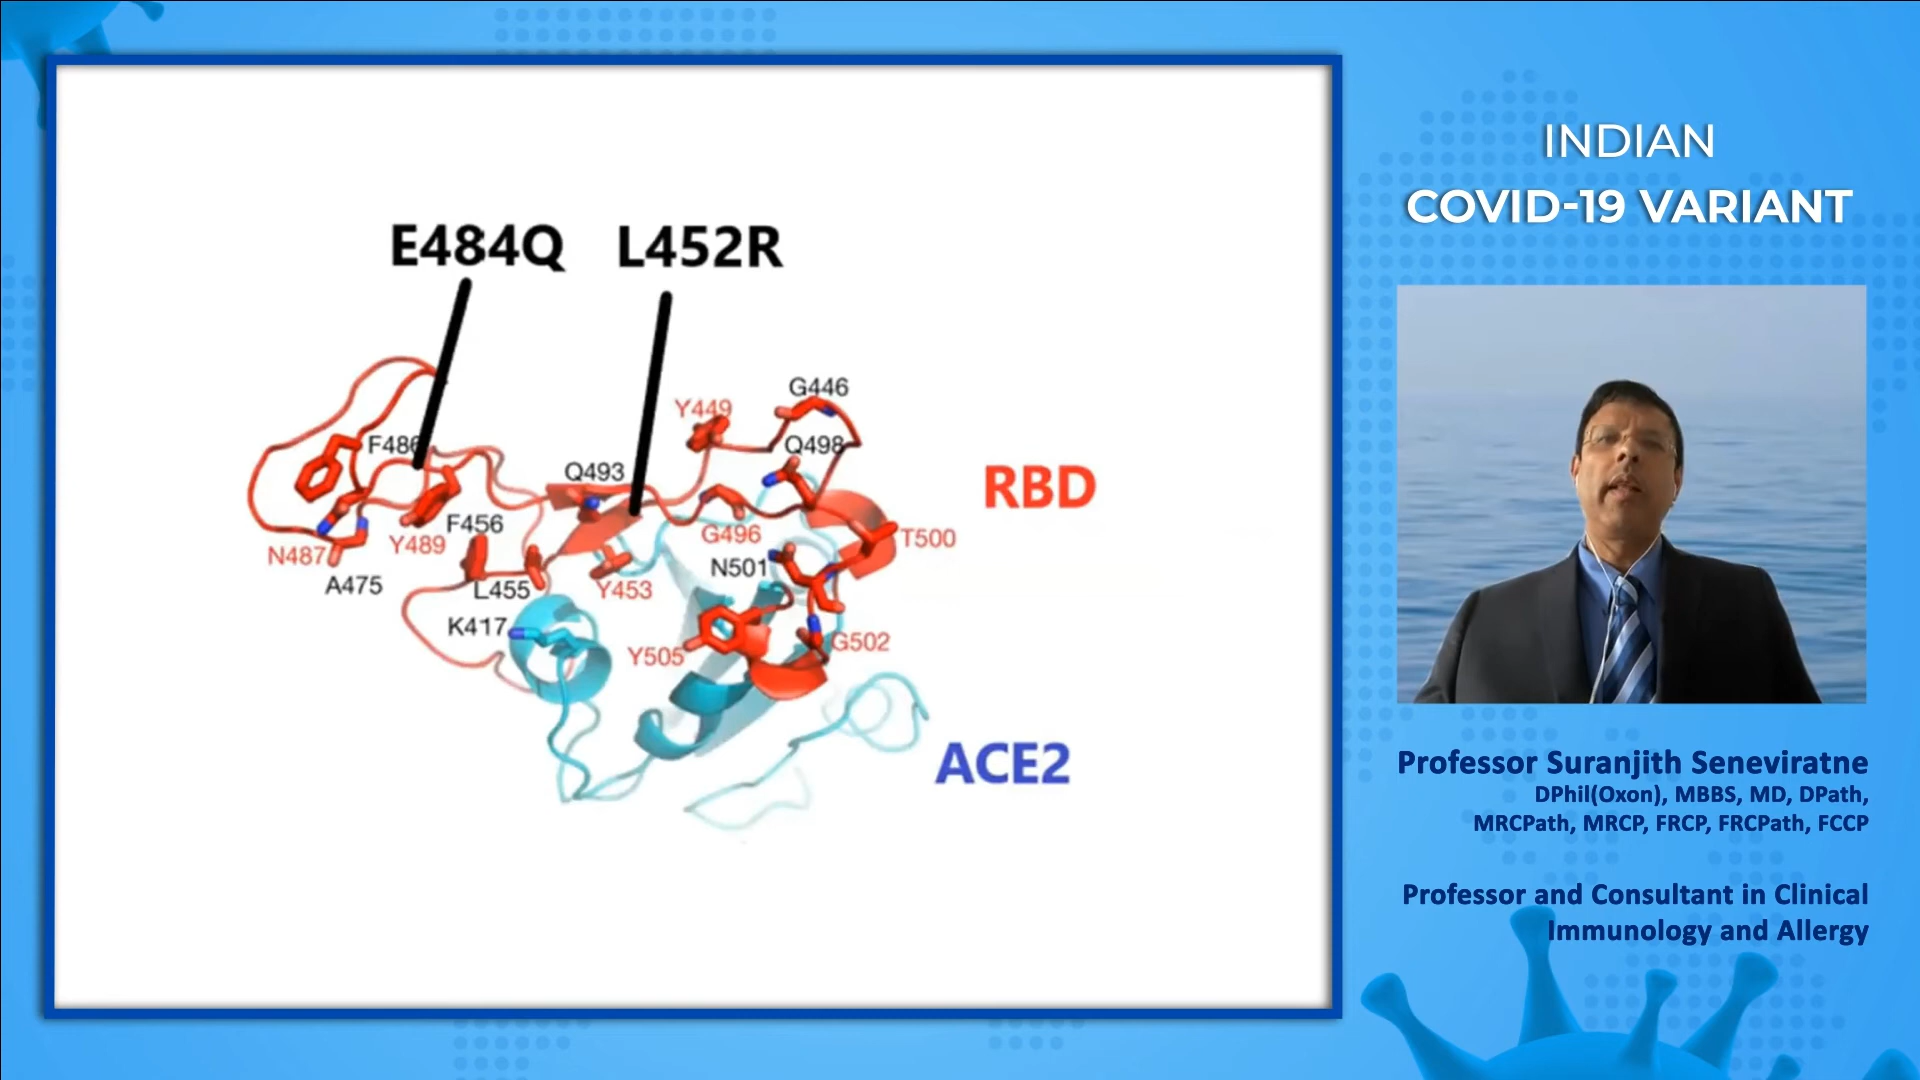 E484Q L452R
G446
Y449
F486
Q498
Q493
F456
G496
T500
N487
Y489
N501
A475
L455
Y453
K417
G502
Y505
RBD
ACE2
INDIAN
COVID-19 VARIANT
Professor Suranjith Seneviratne
DPhil(Oxon), MBBS, MD, DPath,
MRCPath, MRCP, FRCP, FRCPath, FCCP
Professor and Consultant in Clinical
Immunology and Allergy